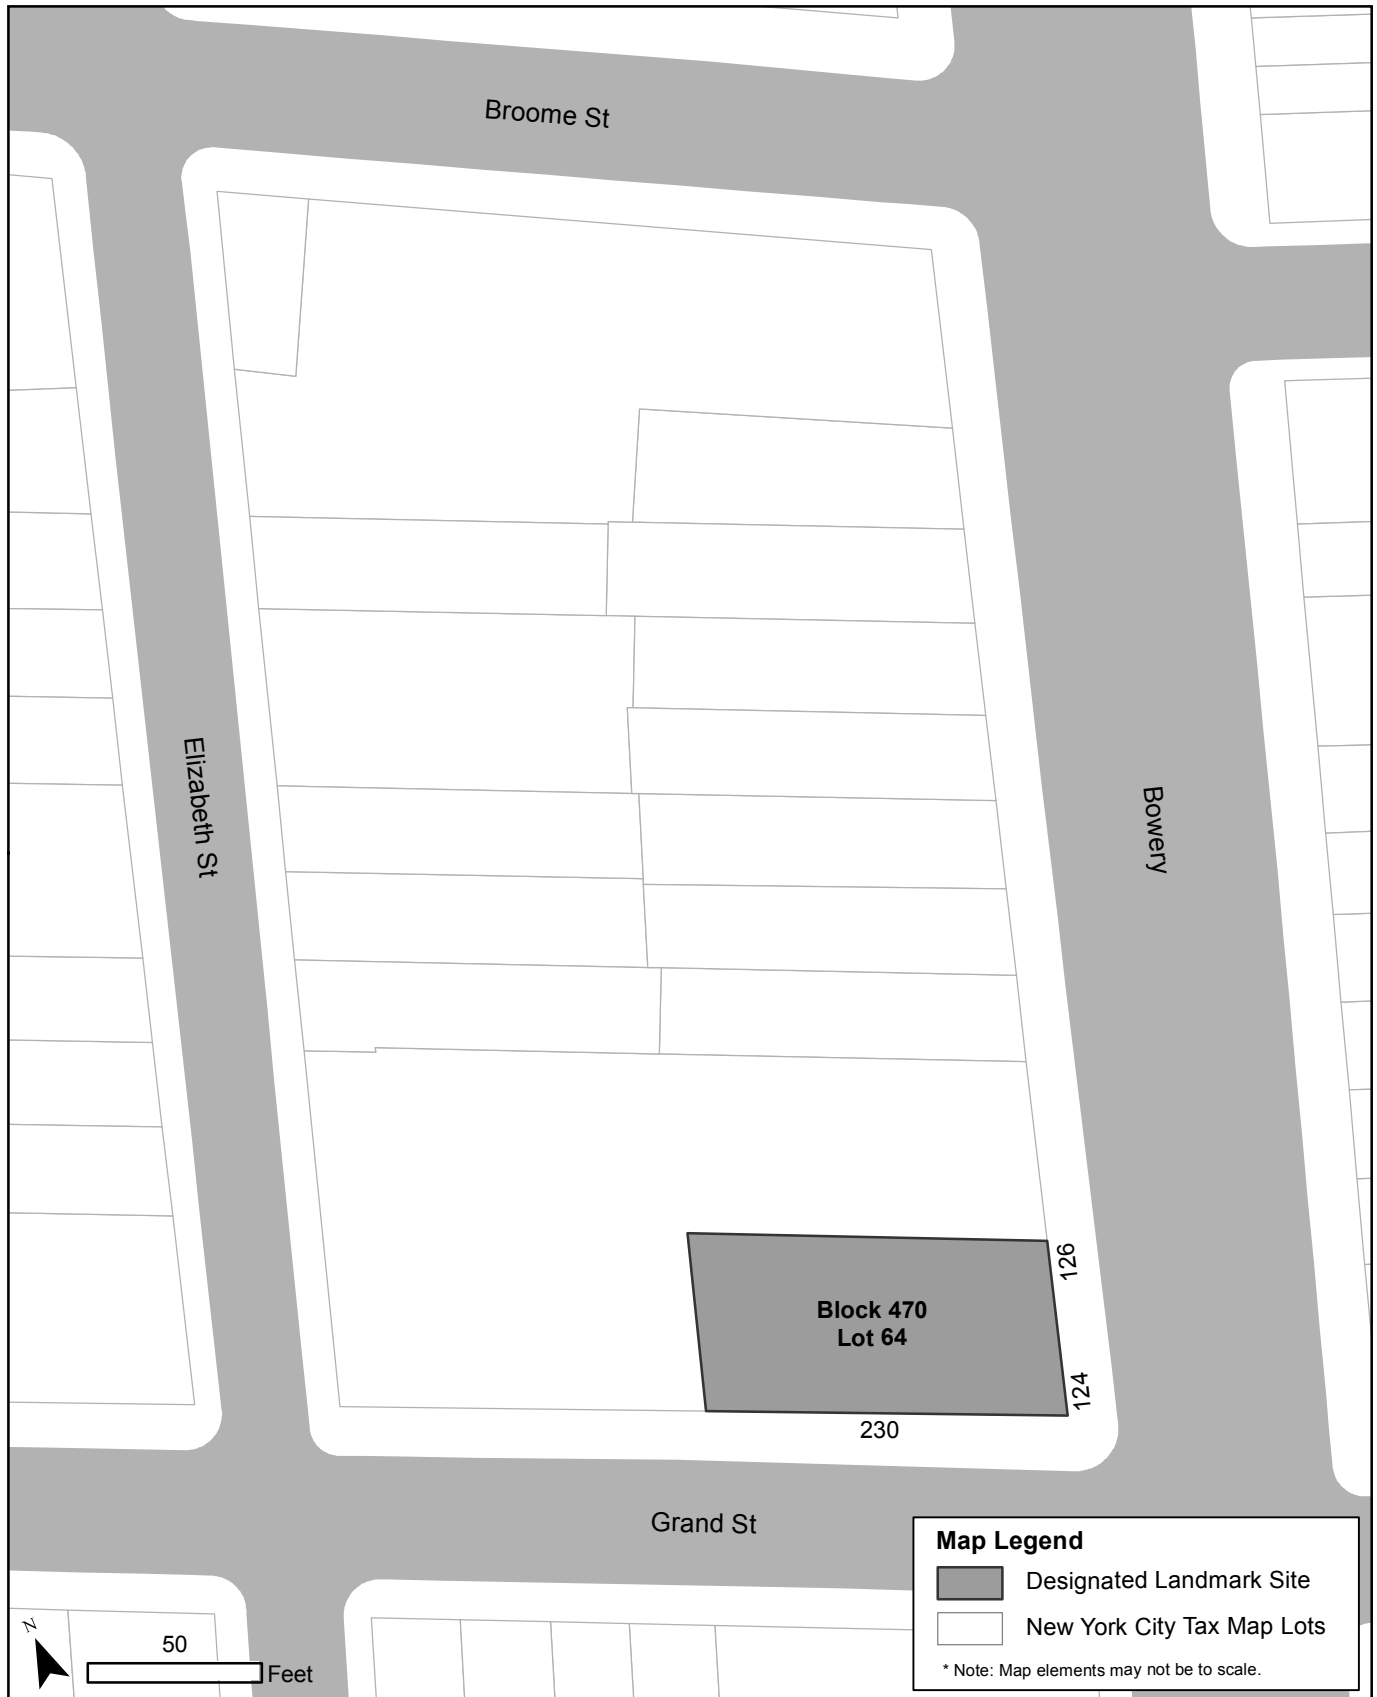 Broome St
Elizabeth St
Bowery
126
Block 470
Lot 64
124
230
Grand St
Map Legend
Designated Landmark Site
New York City Tax Map Lots
* Note: Map elements may not be to scale.
N
50
Feet